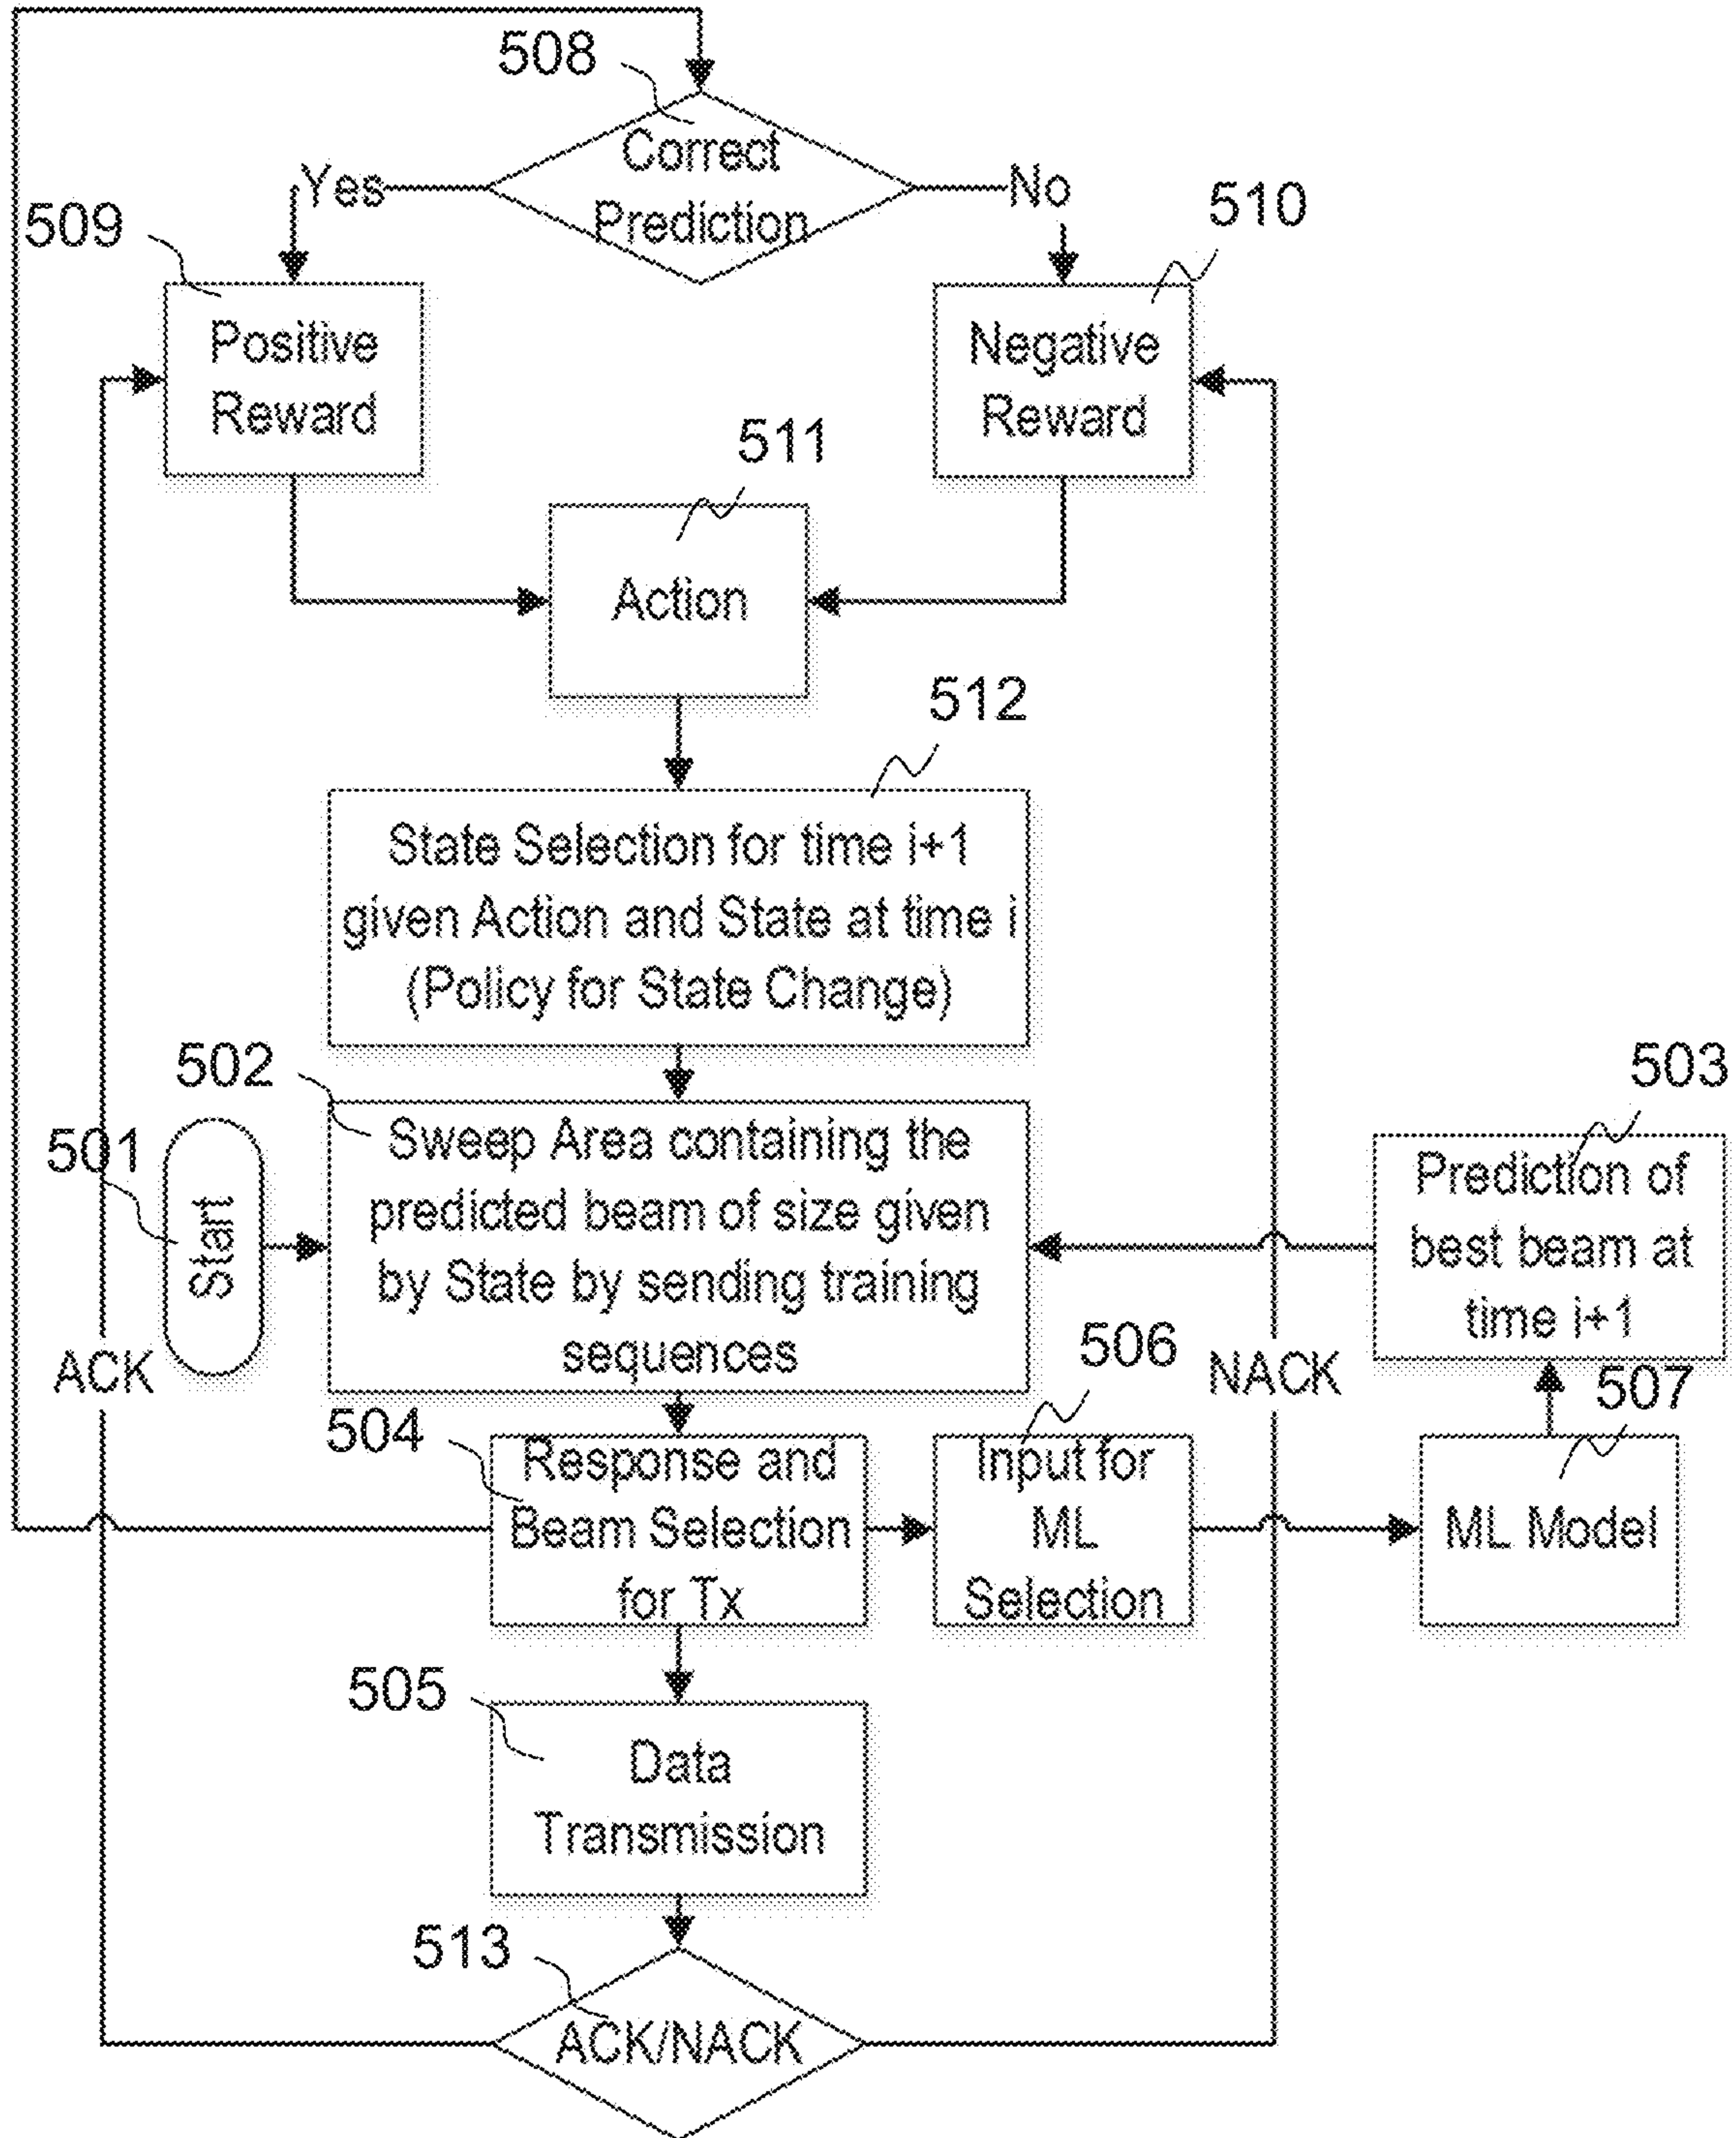 508
Correct
Prediction
Yes
No
509
510
Positive
Reward
Negative
Reward
511
Action
512
State Selection for time i+1
given Action and State at time i
(Policy for State Change)
502
503
501
Start
Sweep Area containing the
predicted beam of size given
by State by sending training
sequences
Prediction of
best beam at
time i+1
ACK
506
NACK
507
504
Response and
Beam Selection
for Tx
Input for
ML
Selection
ML Model
505
Data
Transmission
513
ACK/NACK